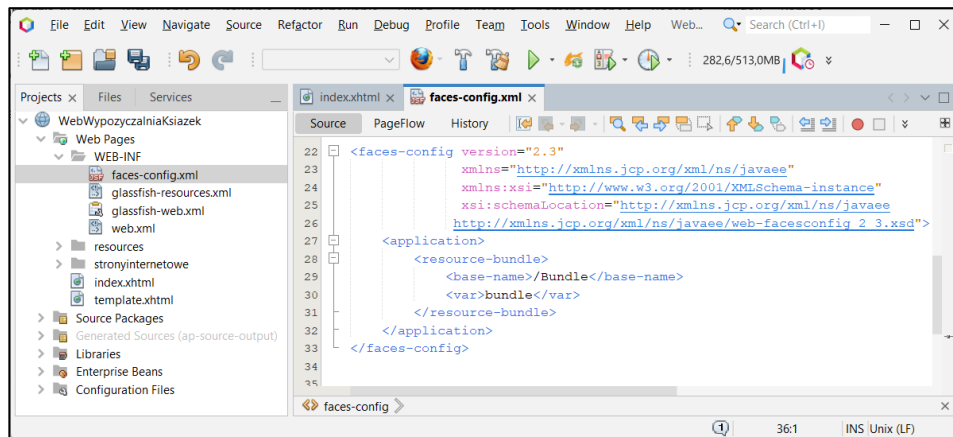 File Edit View Navigate Source Refactor Run Debug Profile Team Tools Window Help Web... Search (Ctrl+I)
282,6/513,0MB
Projects Files Services
index.xhtml faces-config.xml
Source PageFlow History
WebWypozyczalniaKsiazek
Web Pages
WEB-INF
faces-config.xml
glassfish-resources.xml
glassfish-web.xml
web.xml
resources
stronyinternetowe
index.xhtml
template.xhtml
Source Packages
Generated Sources (ap-source-output)
Libraries
Enterprise Beans
Configuration Files
22 <faces-config version="2.3"
23 xmlns="http://xmlns.jcp.org/xml/ns/javaee"
24 xmlns:xsi="http://www.w3.org/2001/XMLSchema-instance"
25 xsi:schemaLocation="http://xmlns.jcp.org/xml/ns/javaee
26 http://xmlns.jcp.org/xml/ns/javaee/web-facesconfig_2_3.xsd">
27 <application>
28 <resource-bundle>
29 <base-name>/Bundle</base-name>
30 <var>bundle</var>
31 </resource-bundle>
32 </application>
33 </faces-config>
34
35
faces-config
1 36:1 INS Unix (LF)